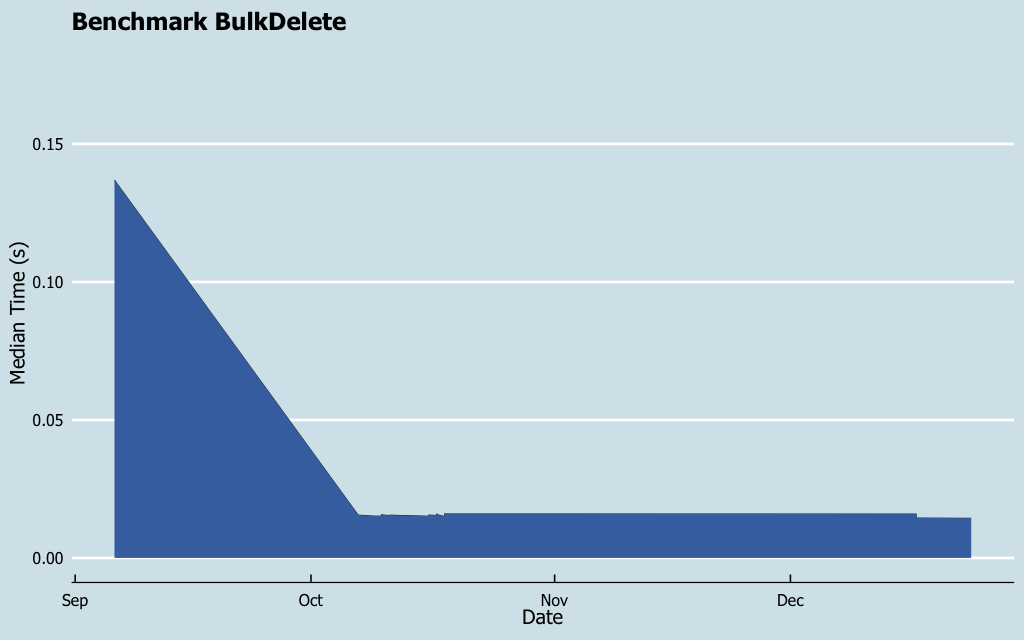 Benchmark BulkDelete
Median Time (s)
0.15
0.10
0.05
0.00
Sep
Oct
Nov
Dec
Date